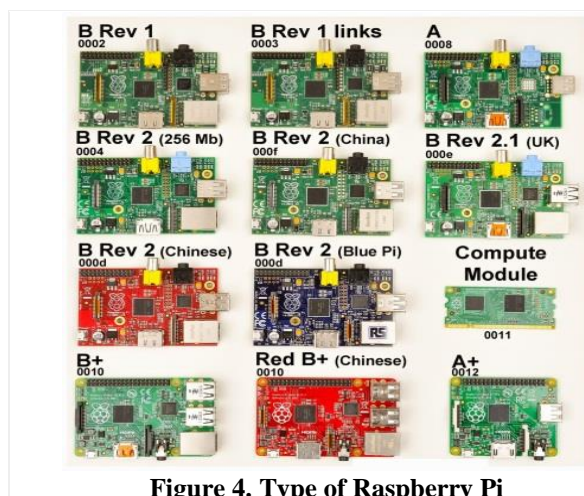 B Rev 1
0002
B Rev 1 links
0003
A
0008
B Rev 2 (256 Mb)
0004
B Rev 2 (China)
000f
B Rev 2.1 (UK)
000e
B Rev 2 (Chinese)
000d
B Rev 2 (Blue Pi)
000d
Compute
Module
0011
RS
B+
0010
Red B+ (Chinese)
0010
A+
0012
Figure 4. Type of Raspberry Pi